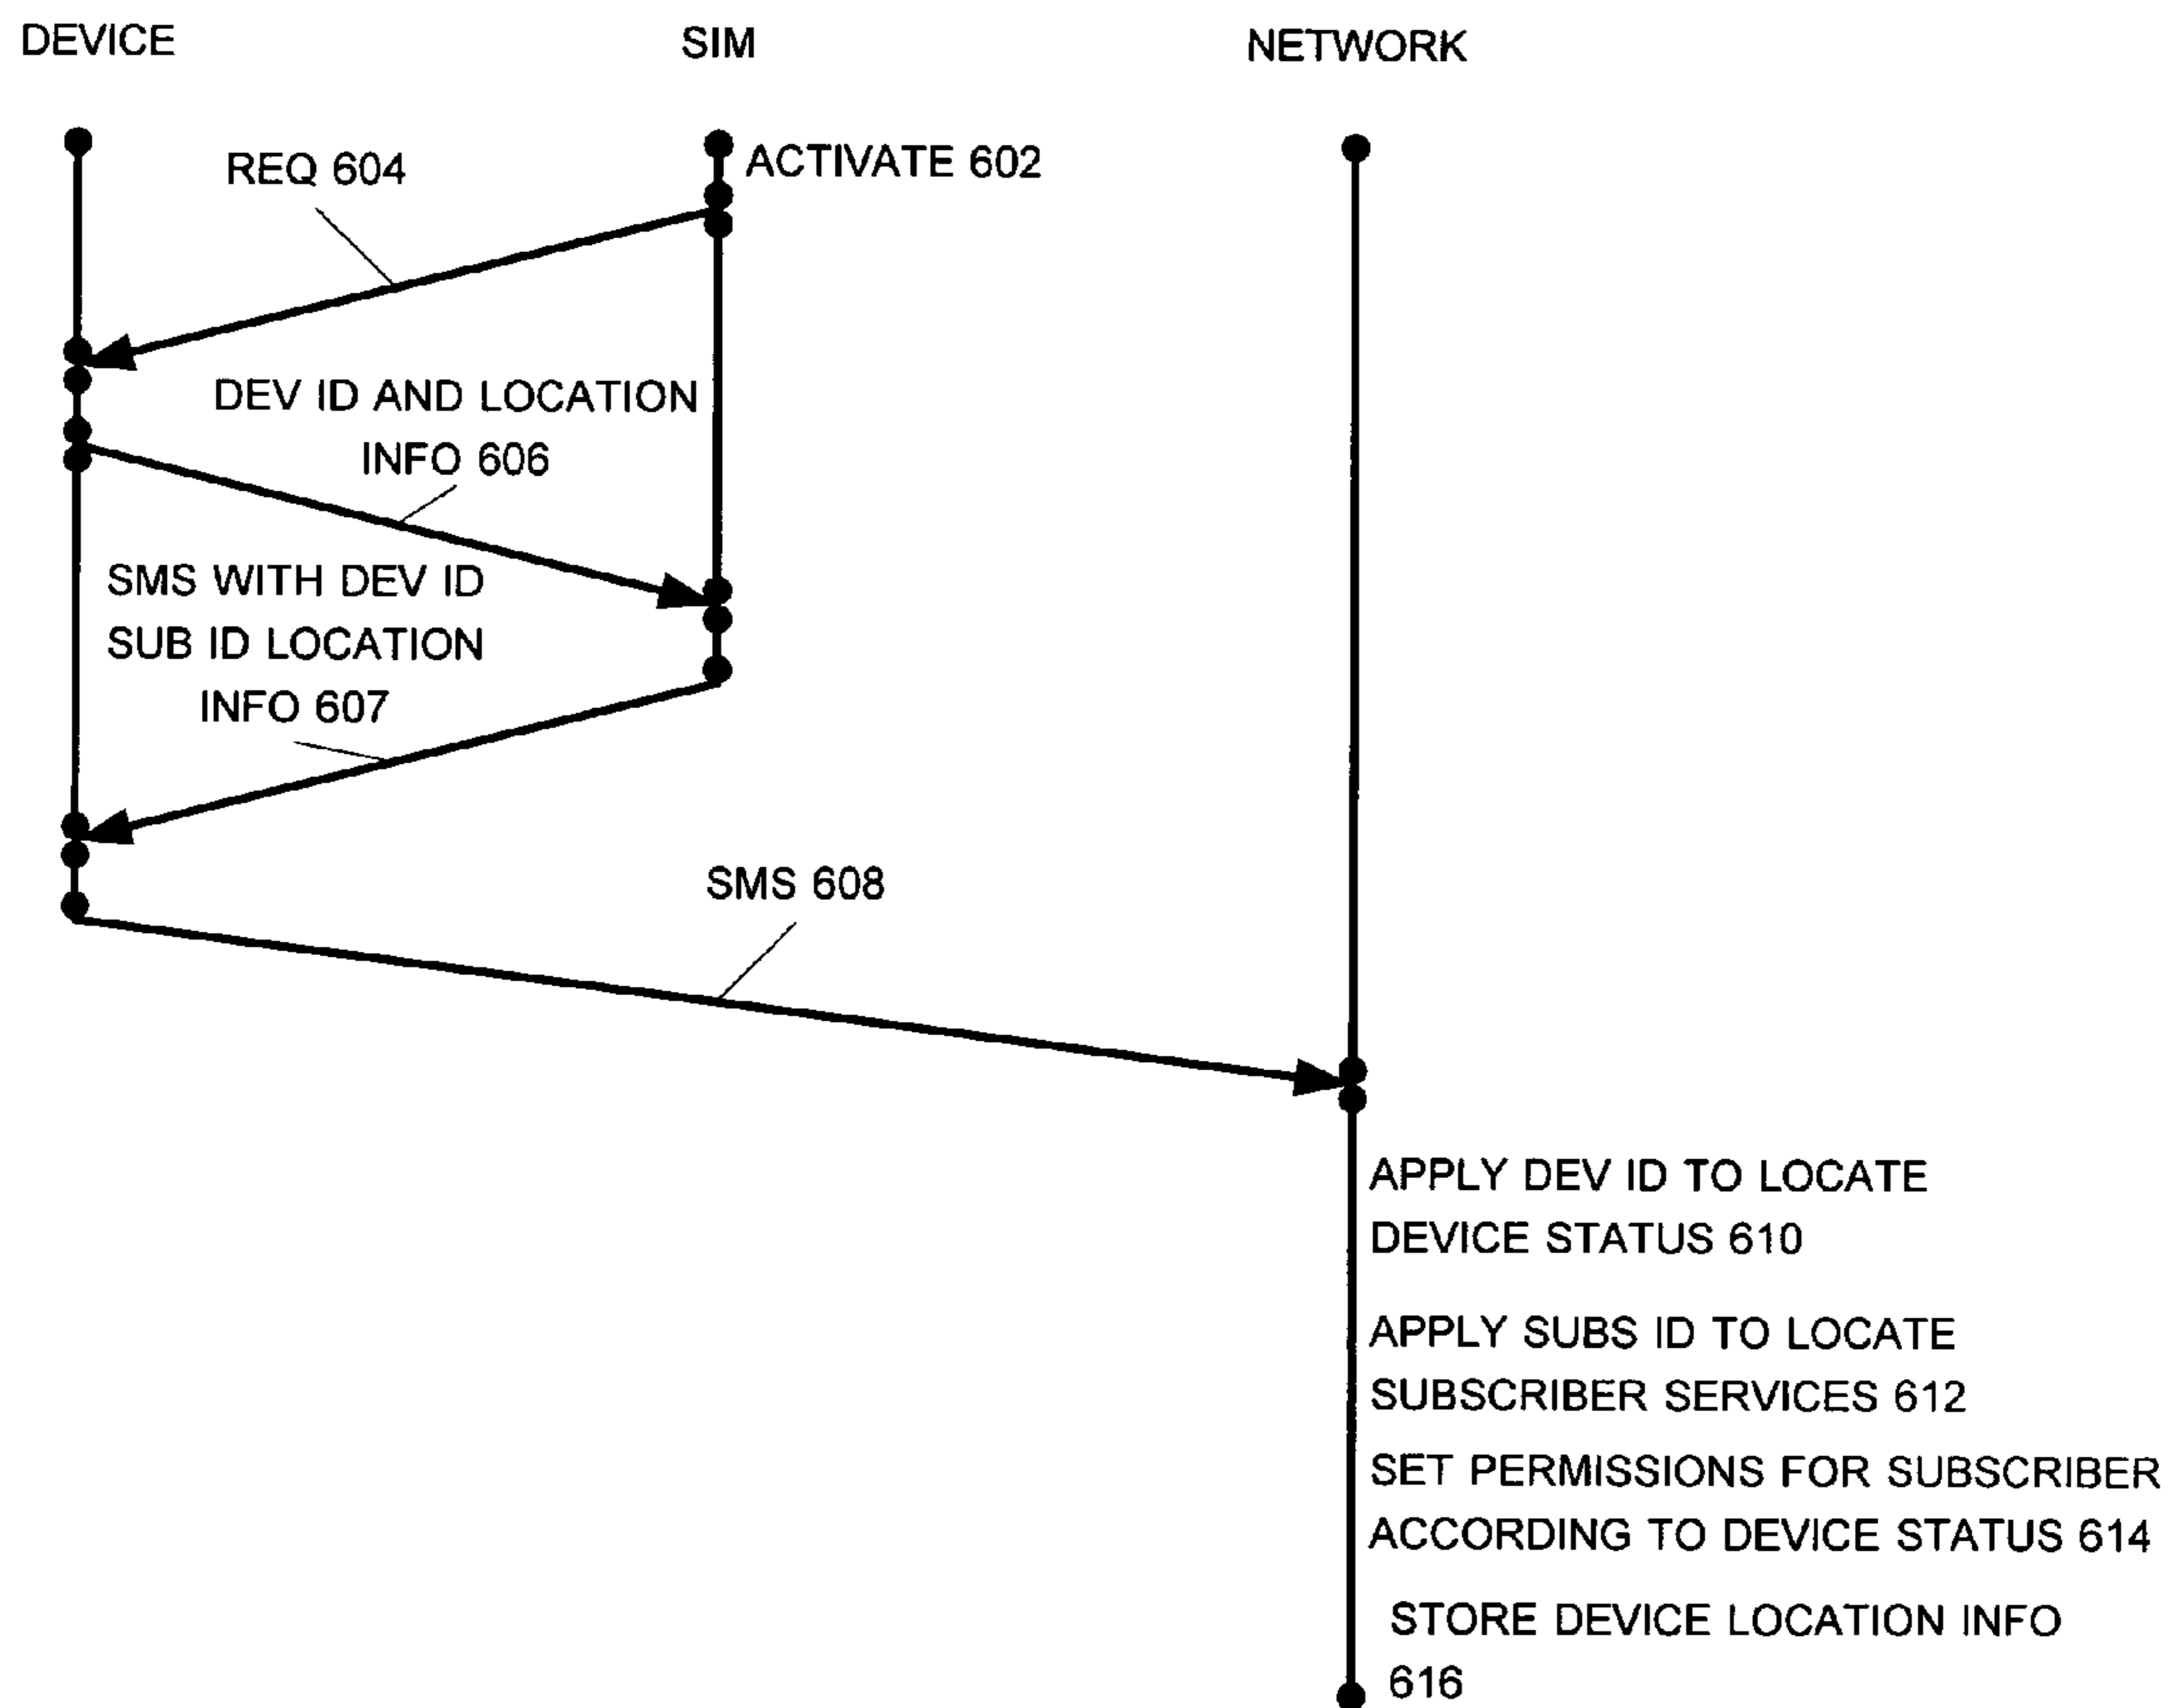 DEVICE
SIM
NETWORK
ACTIVATE 602
REQ 604
DEV ID AND LOCATION
INFO 606
SMS WITH DEV ID
SUB ID LOCATION
INFO 607
SMS 608
APPLY DEV ID TO LOCATE
DEVICE STATUS 610
APPLY SUBS ID TO LOCATE
SUBSCRIBER SERVICES 612
SET PERMISSIONS FOR SUBSCRIBER
ACCORDING TO DEVICE STATUS 614
STORE DEVICE LOCATION INFO
616